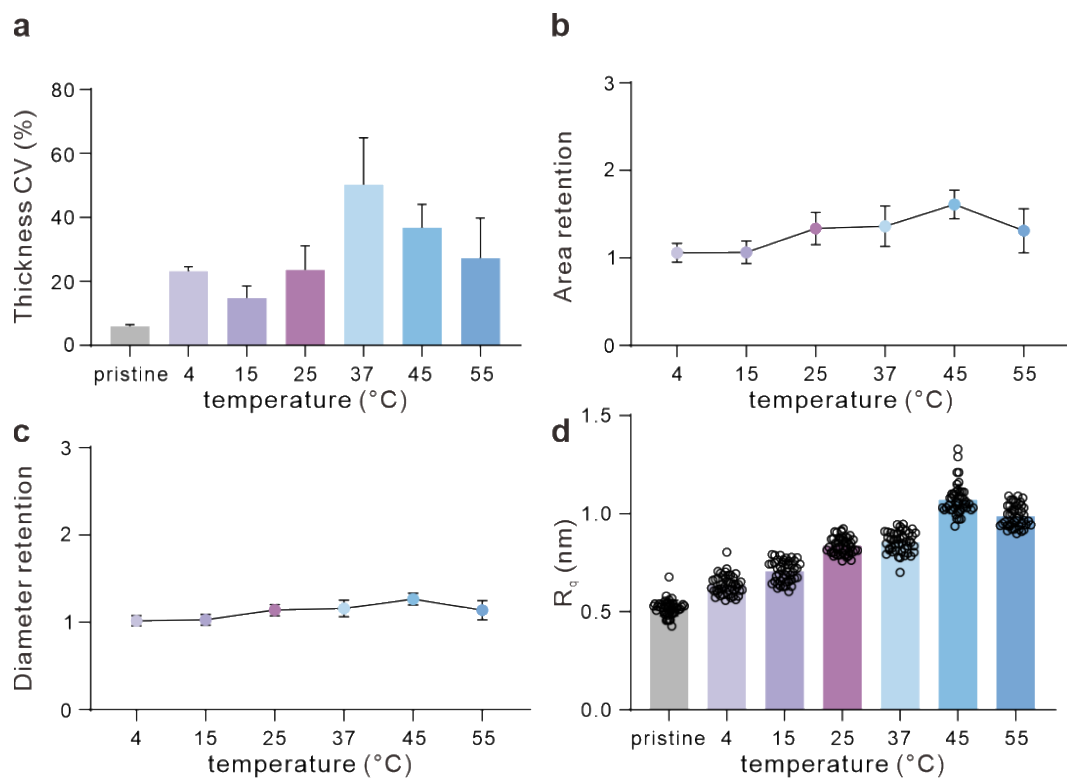 a
Thickness CV (%)
80
60
40
20
0
pristine 4 15 25 37 45 55
temperature (°C)
b
Area retention
3
2
1
0
4 15 25 37 45 55
temperature (°C)
c
Diameter retention
3
2
1
0
4 15 25 37 45 55
temperature (°C)
d
Rq (nm)
1.5
1.0
0.5
0.0
pristine 4 15 25 37 45 55
temperature (°C)